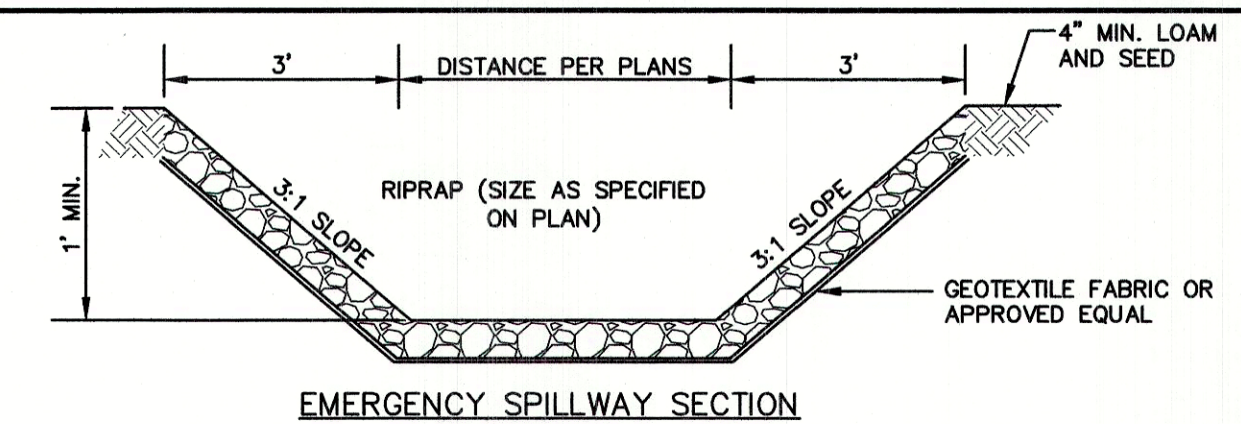 4" MIN. LOAM
AND SEED
3'
DISTANCE PER PLANS
3'
1' MIN.
3:1 SLOPE
RIPRAP (SIZE AS SPECIFIED
ON PLAN)
3:1 SLOPE
GEOTEXTILE FABRIC OR
APPROVED EQUAL
EMERGENCY SPILLWAY SECTION